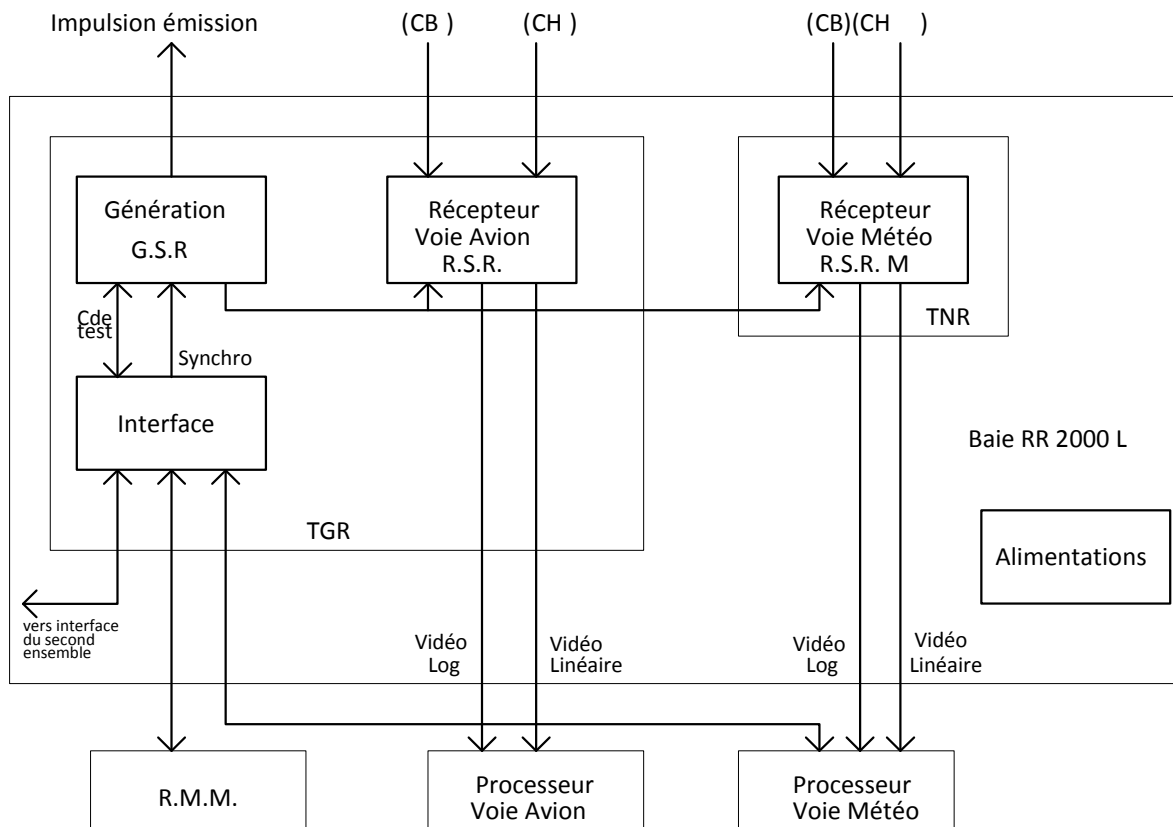 Impulsion émission
(CB )
(CH )
(CB)(CH )
Génération
G.S.R
Récepteur
Voie Avion
R.S.R.
Récepteur
Voie Météo
R.S.R. M
TNR
Cde
test
Synchro
Interface
Baie RR 2000 L
TGR
Alimentations
vers interface
du second
ensemble
Vidéo
Log
Vidéo
Linéaire
Vidéo
Log
Vidéo
Linéaire
R.M.M.
Processeur
Voie Avion
Processeur
Voie Météo